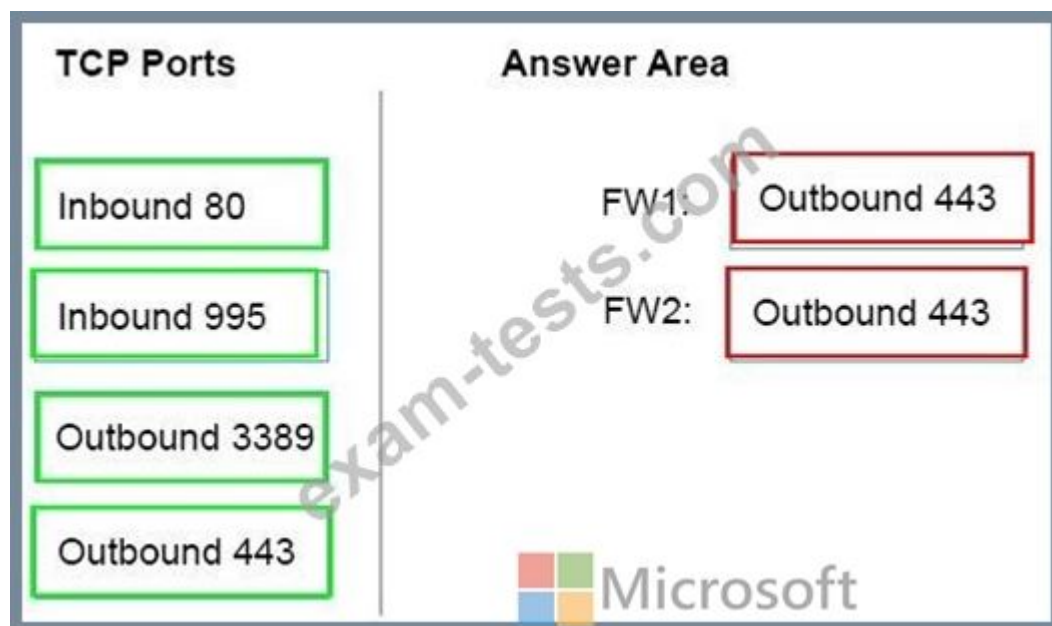 TCP Ports
Answer Area
Inbound 80
Inbound 995
Outbound 3389
Outbound 443
FW1: Outbound 443
FW2: Outbound 443
exam-tests.com
Microsoft